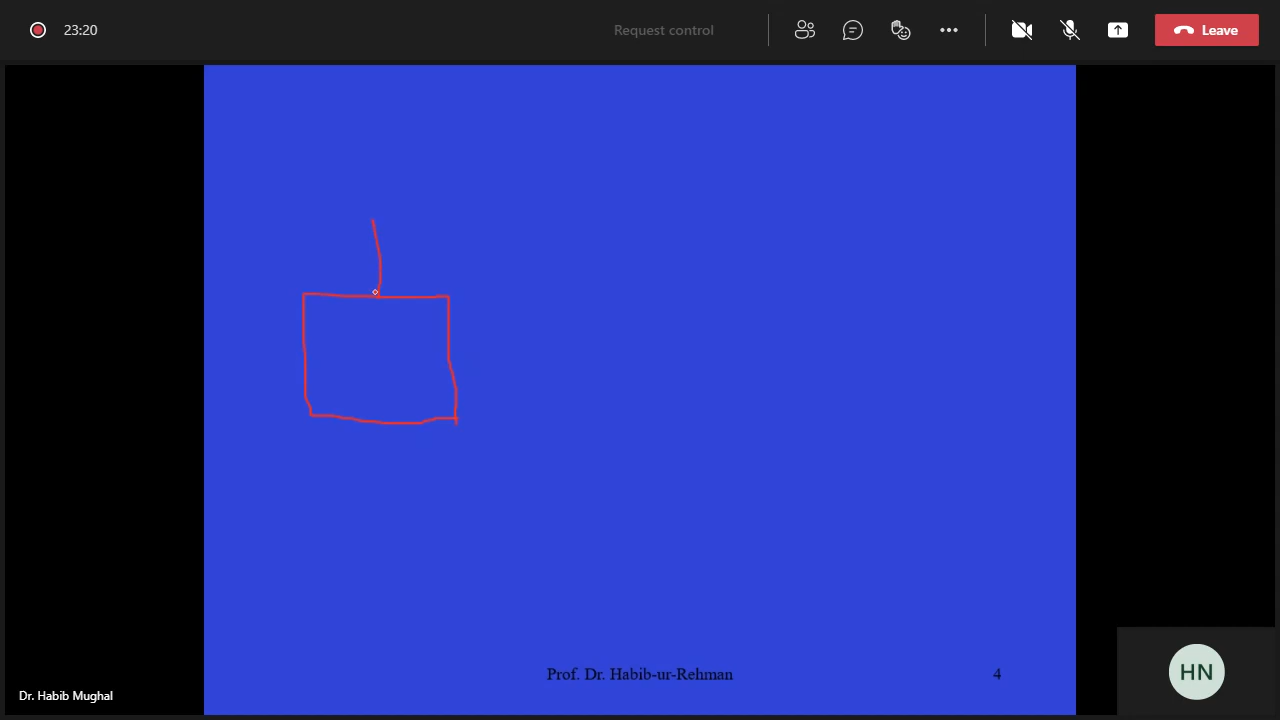 23:20
Request control
Leave
Prof. Dr. Habib-ur-Rehman
4
Dr. Habib Mughal
HN